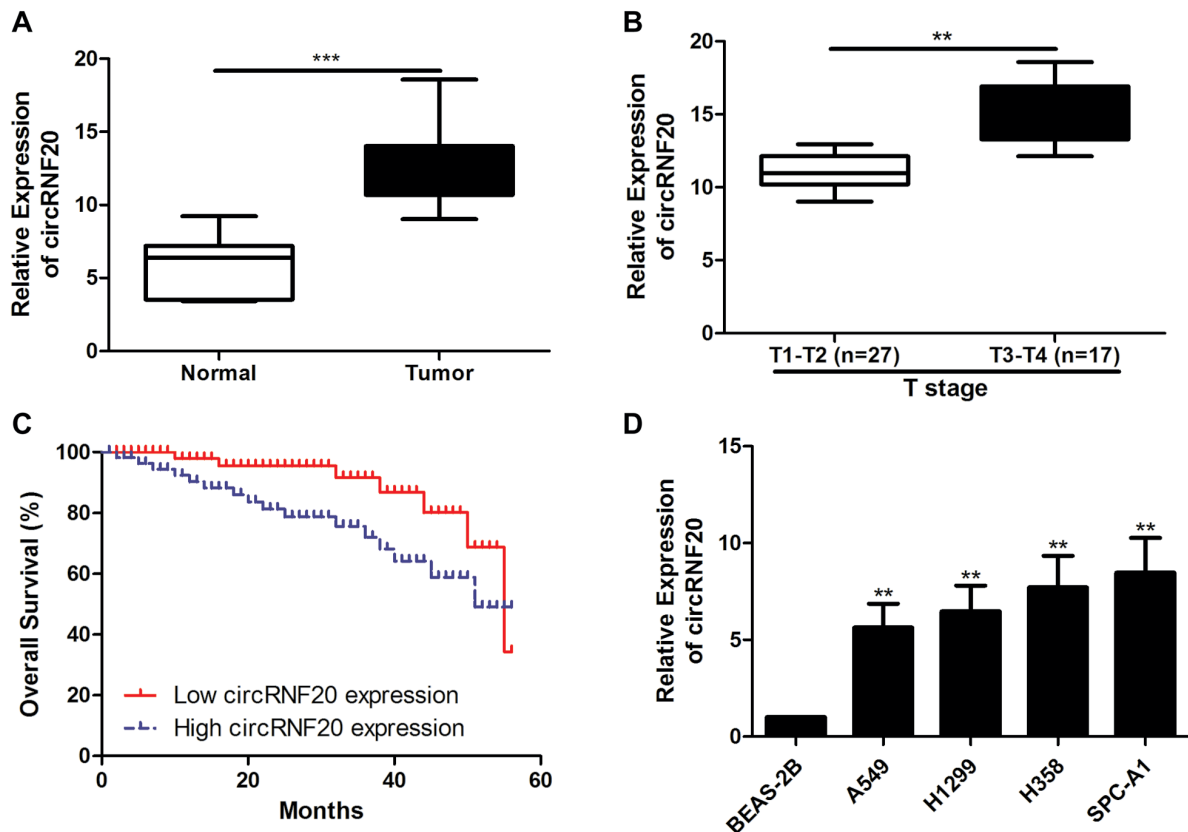 A
Relative Expression
of circRNF20
20
15
10
5
0
***
Normal
Tumor
B
Relative Expression
of circRNF20
20
15
10
5
0
**
T1-T2 (n=27)
T3-T4 (n=17)
T stage
C
Overall Survival (%)
100
80
60
40
20
0
Low circRNF20 expression
High circRNF20 expression
0
20
40
60
Months
D
Relative Expression
of circRNF20
15
10
5
0
**
**
**
**
BEAS-2B
A549
H1299
H358
SPC-A1